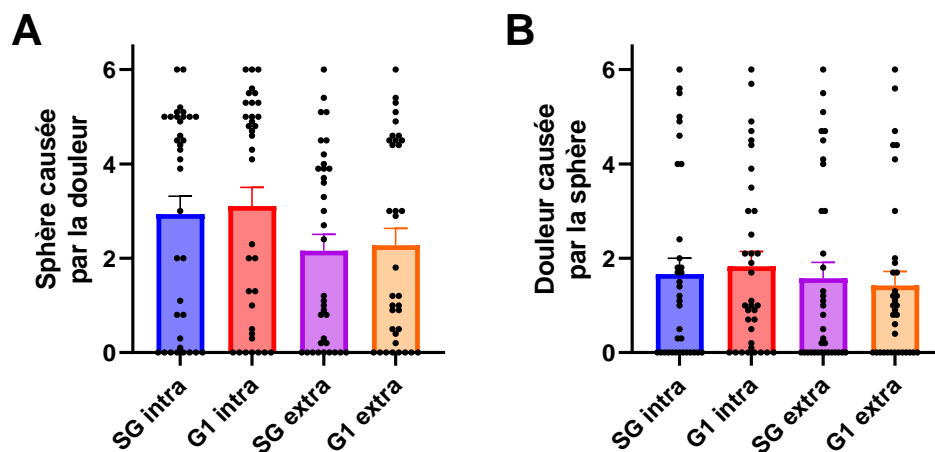 A
Sphère causée
par la douleur
6
4
2
0
SG intra
G1 intra
SG extra
G1 extra
B
Douleur causée
par la sphère
6
4
2
0
SG intra
G1 intra
SG extra
G1 extra